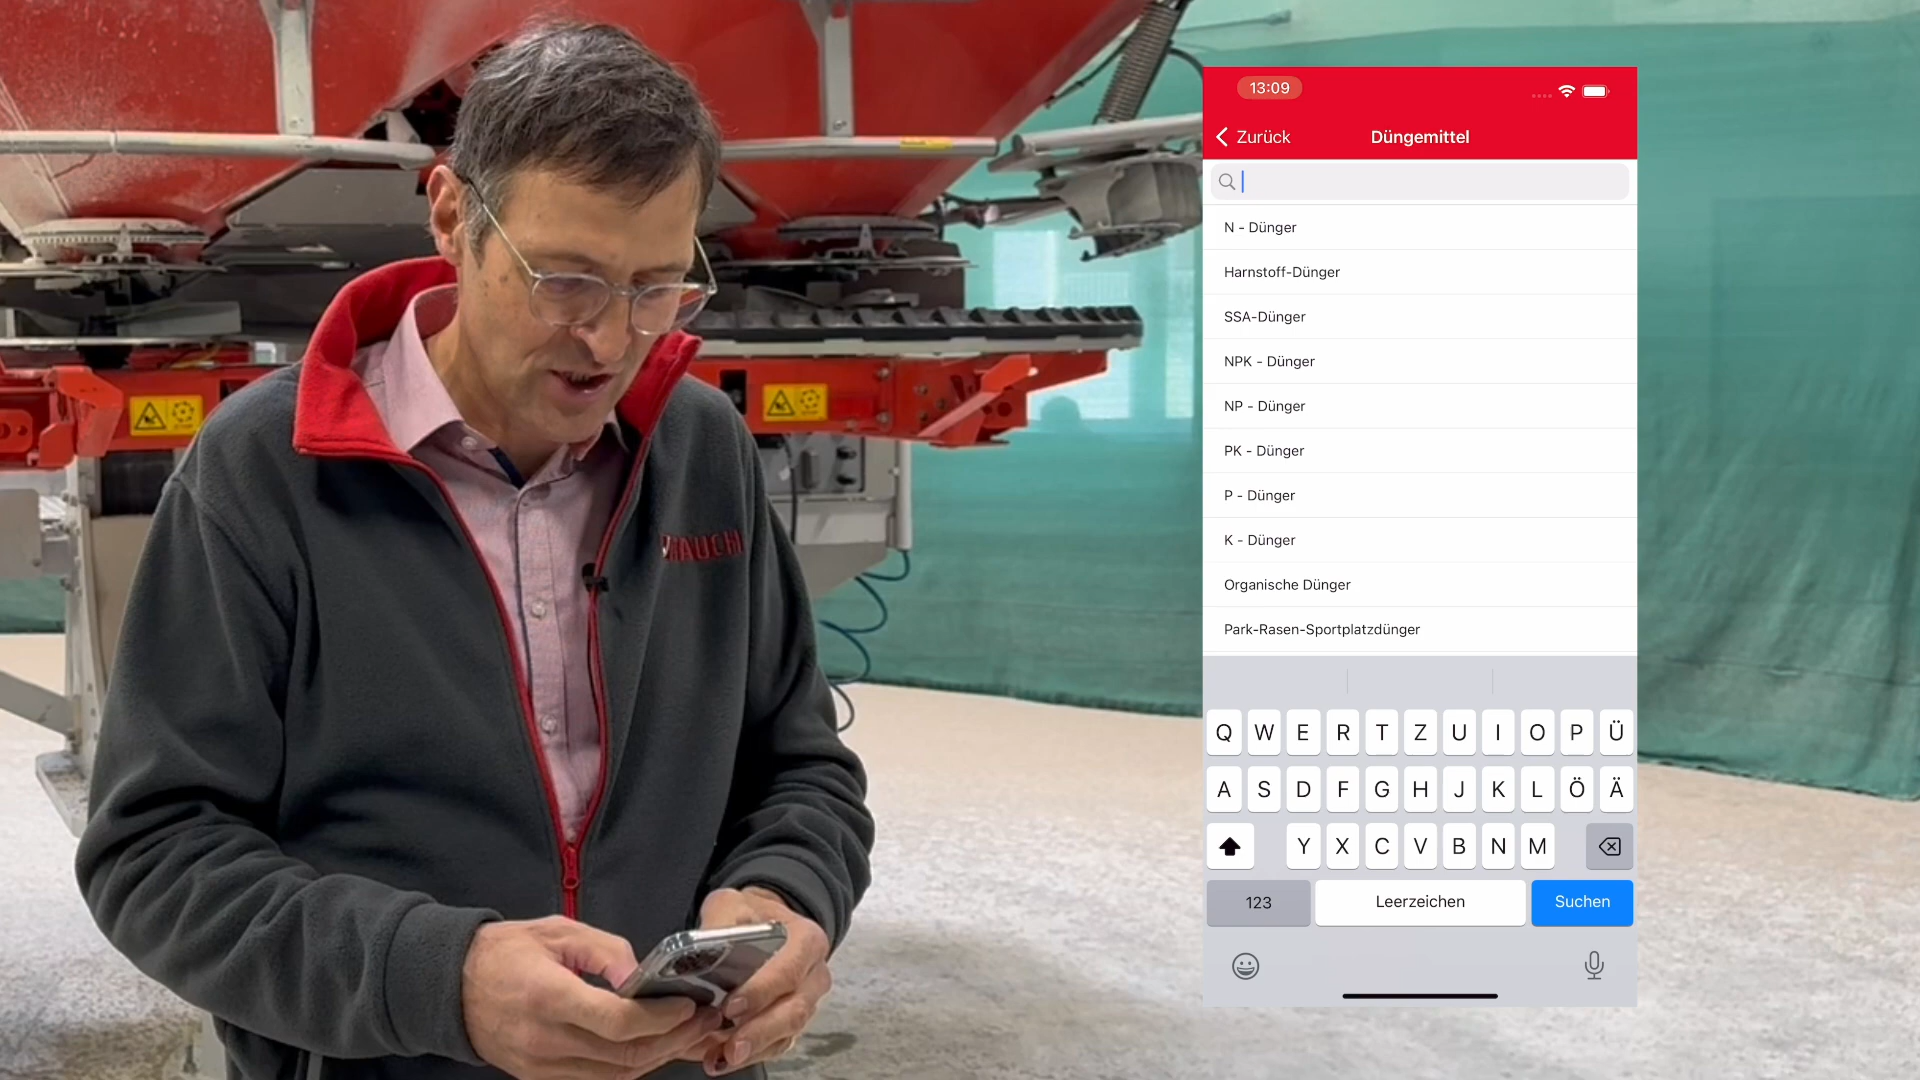 RAUCH
13:09
Zurück
Düngemittel
N - Dünger
Harnstoff-Dünger
SSA-Dünger
NPK - Dünger
NP - Dünger
PK - Dünger
P - Dünger
K - Dünger
Organische Dünger
Park-Rasen-Sportplatzdünger
Q W E R T Z U I O P Ü
A S D F G H J K L Ö Ä
Y X C V B N M
123 Leerzeichen Suchen